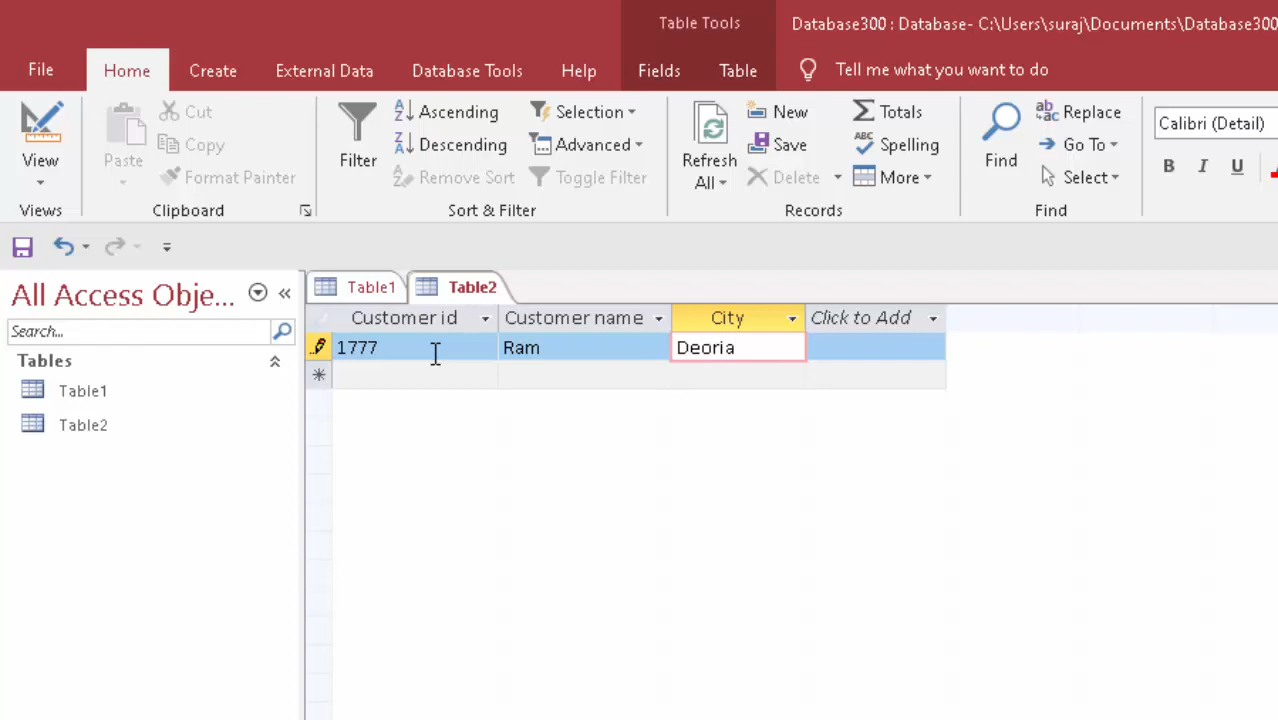 Table Tools
Database300 : Database- C:\Users\suraj\Documents\Database300
File
Home
Create
External Data
Database Tools
Help
Fields
Table
Tell me what you want to do
View
Paste
Cut
Copy
Format Painter
Filter
Ascending
Descending
Remove Sort
Selection
Advanced
Toggle Filter
Refresh
All
New
Save
Delete
Totals
Spelling
More
Find
Replace
Go To
Select
Calibri (Detail)
B I U
Views
Clipboard
Sort & Filter
Records
Find
All Access Obje...
Search...
Tables
Table1
Table2
Table1
Table2
Customer id Customer name City Click to Add
1777 Ram Deoria